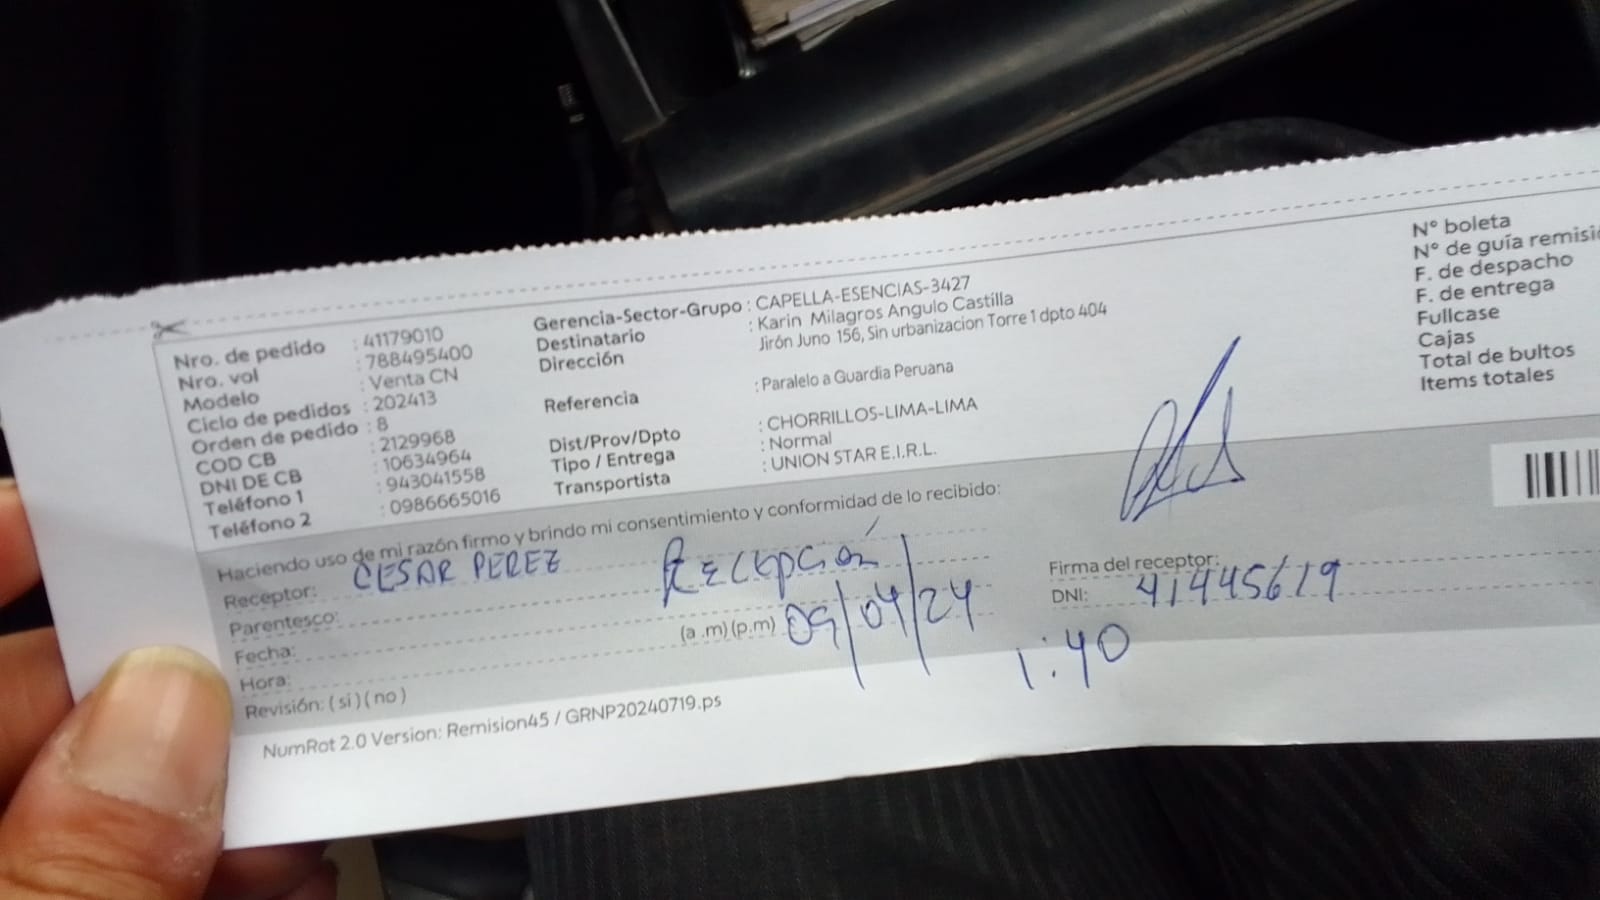 Nro. de pedido : 41179010
Nro. vol : 788495400
Modelo : Venta CN
Ciclo de pedidos : 202413
Orden de pedido : 8
COD CB : 2129968
DNI DE CB : 10634964
Teléfono 1 : 943041558
Teléfono 2 : 0986665016
Gerencia-Sector-Grupo : CAPELLA-ESENCIAS-3427
Destinatario : Karin Milagros Angulo Castilla
Dirección Jirón Juno 156, Sin urbanizacion Torre 1 dpto 404
Referencia : Paralelo a Guardia Peruana
Dist/Prov/Dpto : CHORRILLOS-LIMA-LIMA
Tipo / Entrega : Normal
Transportista : UNION STAR E.I.R.L.
N° boleta
N° de guía remisi
F. de despacho
F. de entrega
Fullcase
Cajas
Total de bultos
Items totales
Haciendo uso de mi razón firmo y brindo mi consentimiento y conformidad de lo recibido:
Receptor: CESAR PEREZ Recepción
Parentesco:
Fecha: (a .m) (p.m) 09/04/24
Hora:
Revisión: ( si ) ( no )
Firma del receptor:
DNI: 41445619
1:40
NumRot 2.0 Version: Remision45 / GRNP20240719.ps